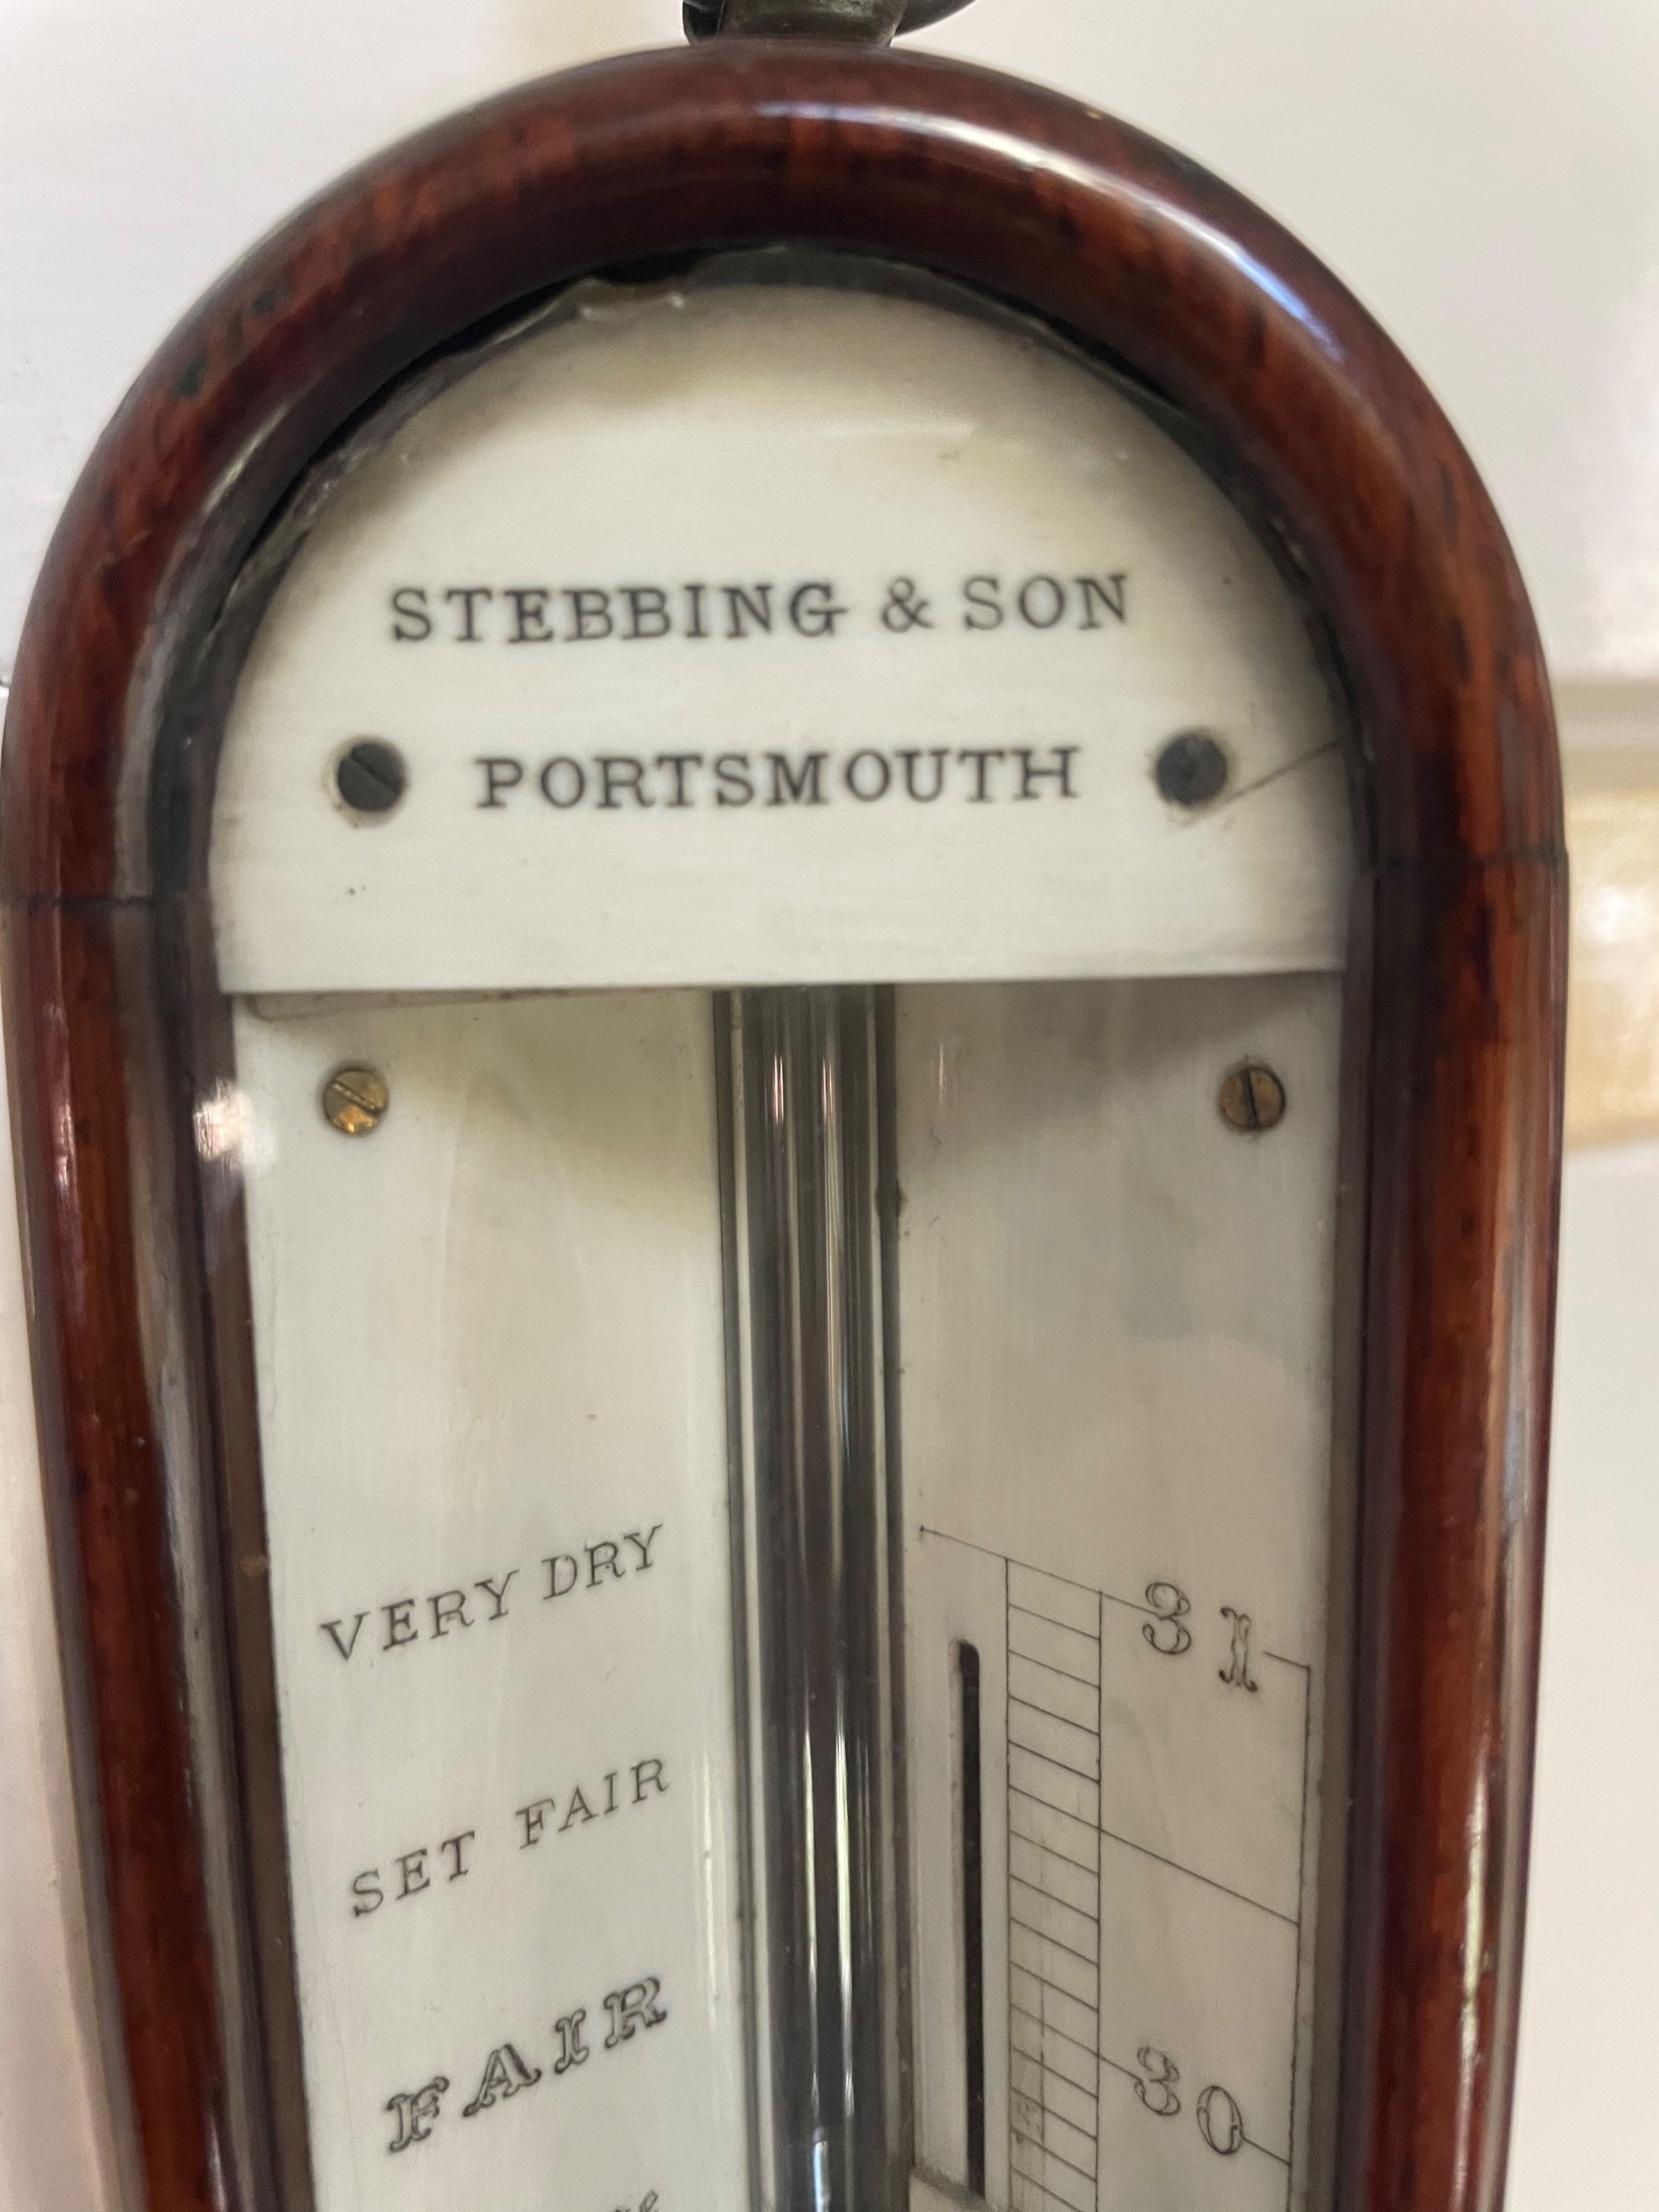 STEBBING & SON
PORTSMOUTH
VERY DRY
31
SET FAIR
FAIR
30